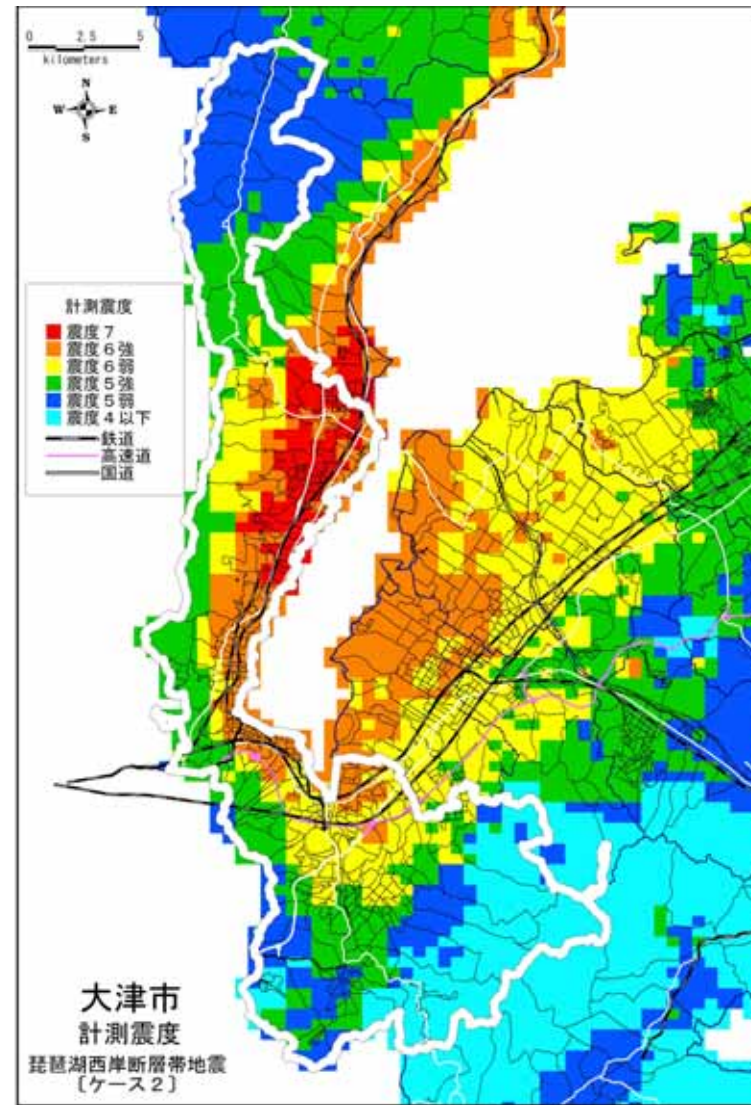 0 2.5 5
kilometers
N
W E
S
計測震度
震度7
震度6強
震度6弱
震度5強
震度5弱
震度4以下
鉄道
高速道
国道
大津市
計測震度
琵琶湖西岸断層帯地震
〔ケース2〕